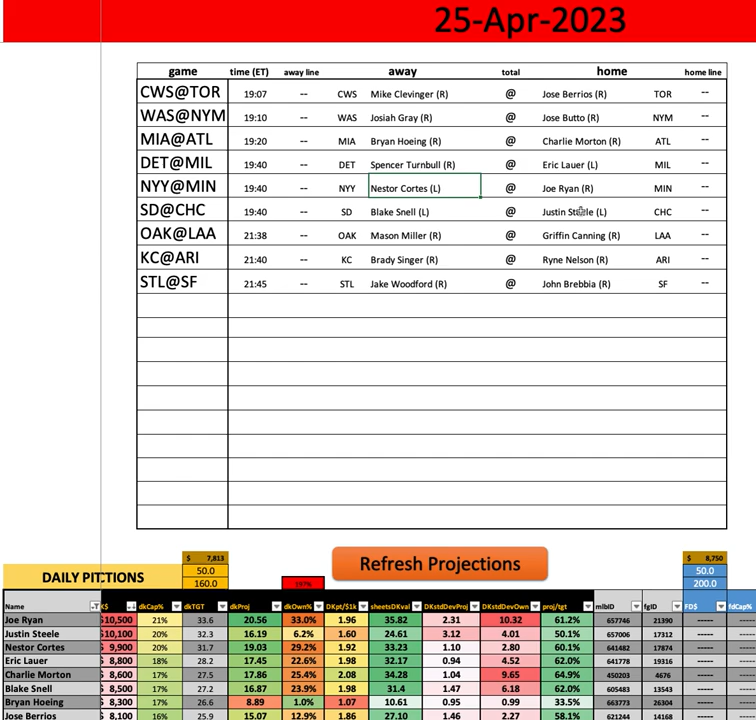 25-Apr-2023
game time (ET) away line away total home home line
CWS@TOR 19:07 -- CWS Mike Clevinger (R) @ Jose Berrios (R) TOR --
WAS@NYM 19:10 -- WAS Josiah Gray (R) @ Jose Butto (R) NYM --
MIA@ATL 19:20 -- MIA Bryan Hoeing (R) @ Charlie Morton (R) ATL --
DET@MIL 19:40 -- DET Spencer Turnbull (R) @ Eric Lauer (L) MIL --
NYY@MIN 19:40 -- NYY Nestor Cortes (L) @ Joe Ryan (R) MIN --
SD@CHC 19:40 -- SD Blake Snell (L) @ Justin Steele (L) CHC --
OAK@LAA 21:38 -- OAK Mason Miller (R) @ Griffin Canning (R) LAA --
KC@ARI 21:40 -- KC Brady Singer (R) @ Ryne Nelson (R) ARI --
STL@SF 21:45 -- STL Jake Woodford (R) @ John Brebbia (R) SF --
$ 7,813 $ 8,750
DAILY PITTIONS 50.0 Refresh Projections 50.0
160.0 200.0
Name K$ dkCap% dkTGT dkProj dkOwn% DKpt/$1k sheetsDKval DKstdDevProj DKstdDevOwn proj/tgt mlbID fgID FD$ fdCap%
Joe Ryan $10,500 21% 33.6 20.56 33.0% 1.96 35.82 2.31 10.32 61.2% 657746 21390 -----
Justin Steele $10,100 20% 32.3 16.19 6.2% 1.60 24.61 3.12 4.01 50.1% 657006 17312 -----
Nestor Cortes $ 9,900 20% 31.7 19.03 29.2% 1.92 33.23 1.10 2.80 60.1% 641482 17874 -----
Eric Lauer $ 8,800 18% 28.2 17.45 22.6% 1.98 32.17 0.94 4.52 62.0% 641778 19316 -----
Charlie Morton $ 8,600 17% 27.5 17.86 25.4% 2.08 34.28 1.04 9.65 64.9% 450203 4676 -----
Blake Snell $ 8,500 17% 27.2 16.87 23.9% 1.98 31.4 1.47 6.18 62.0% 605483 13543 -----
Bryan Hoeing $ 8,300 17% 26.6 8.89 1.0% 1.07 10.61 0.95 0.99 33.5% 663773 26304 -----
Jose Berrios $ 8,100 16% 25.9 15.07 12.9% 1.86 27.10 1.46 2.27 58.1% 621244 14168 -----